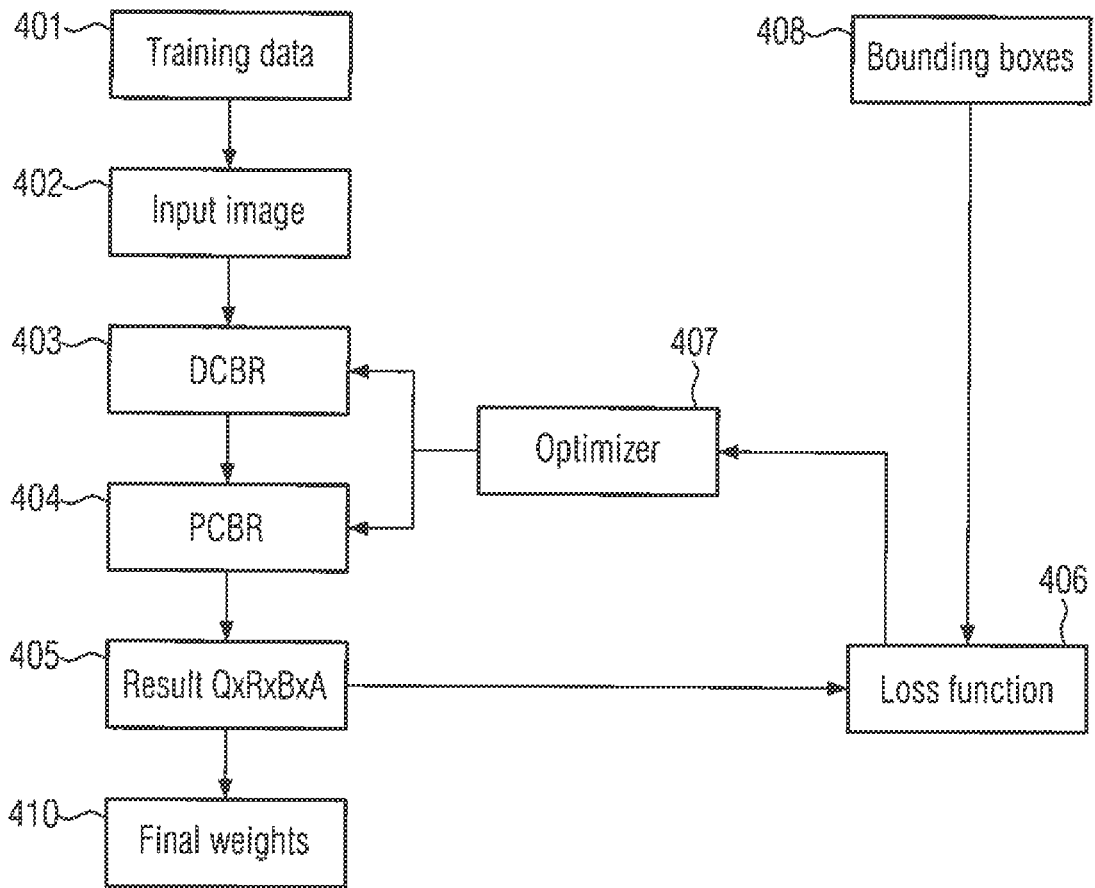 401
Training data
408
Bounding boxes
402
Input image
403
DCBR
407
Optimizer
404
PCBR
406
405
Result QxRxBxA
Loss function
410
Final weights